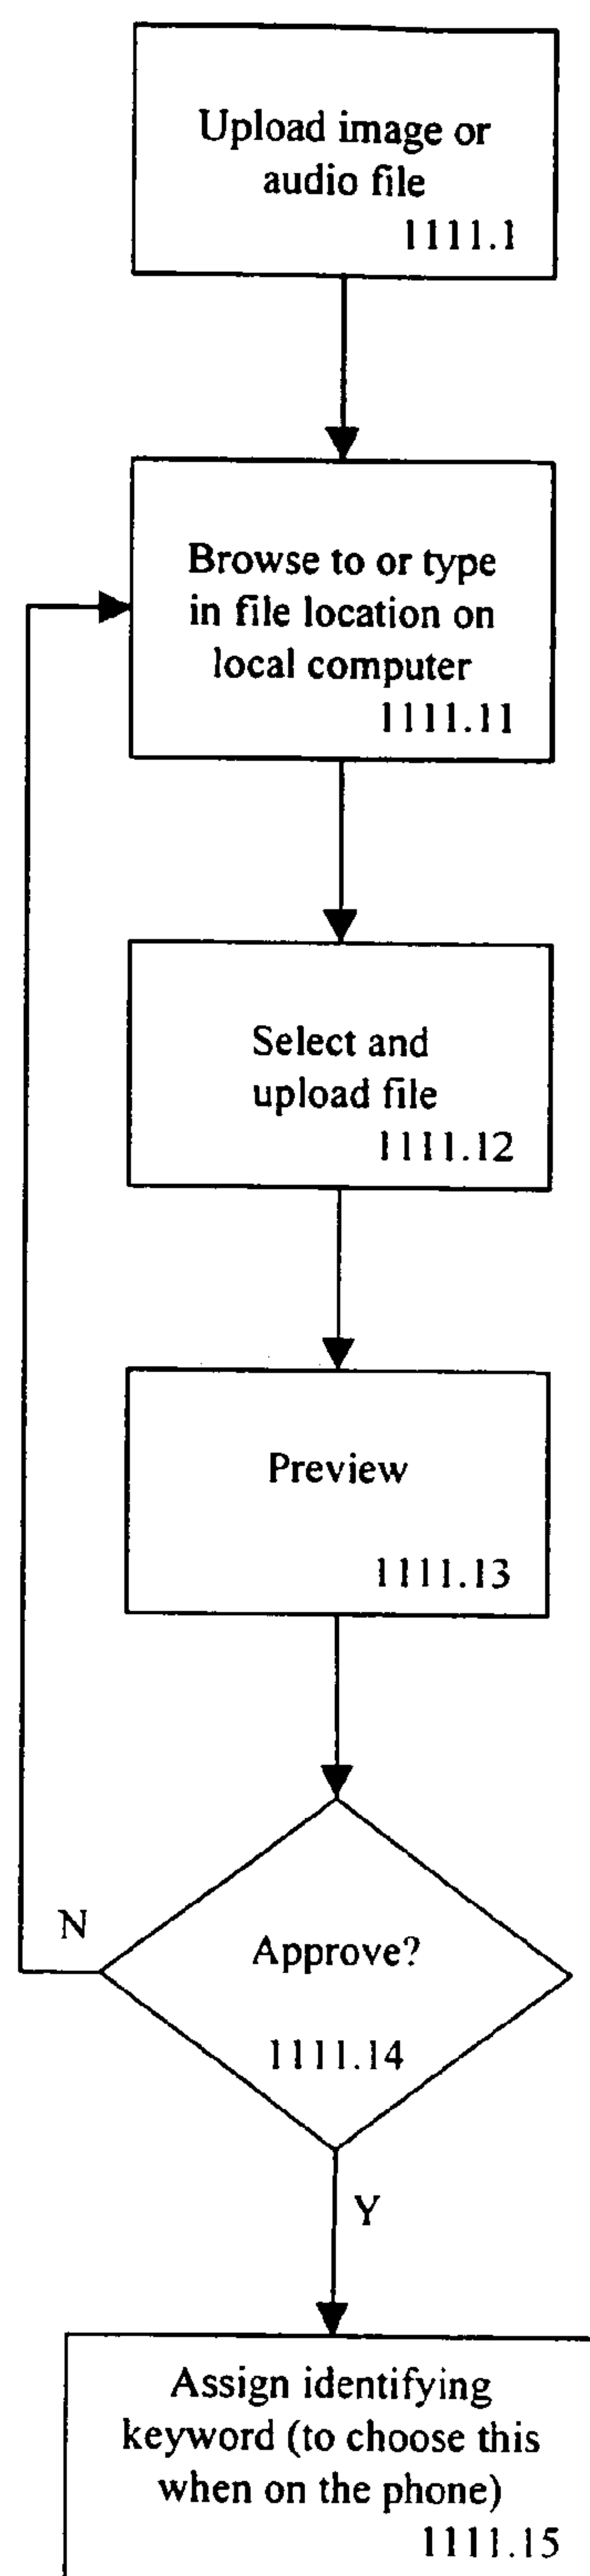 Upload image or
audio file
1111.1
Browse to or type
in file location on
local computer
1111.11
Select and
upload file
1111.12
Preview
1111.13
N
Approve?
1111.14
Y
Assign identifying
keyword (to choose this
when on the phone)
1111.15